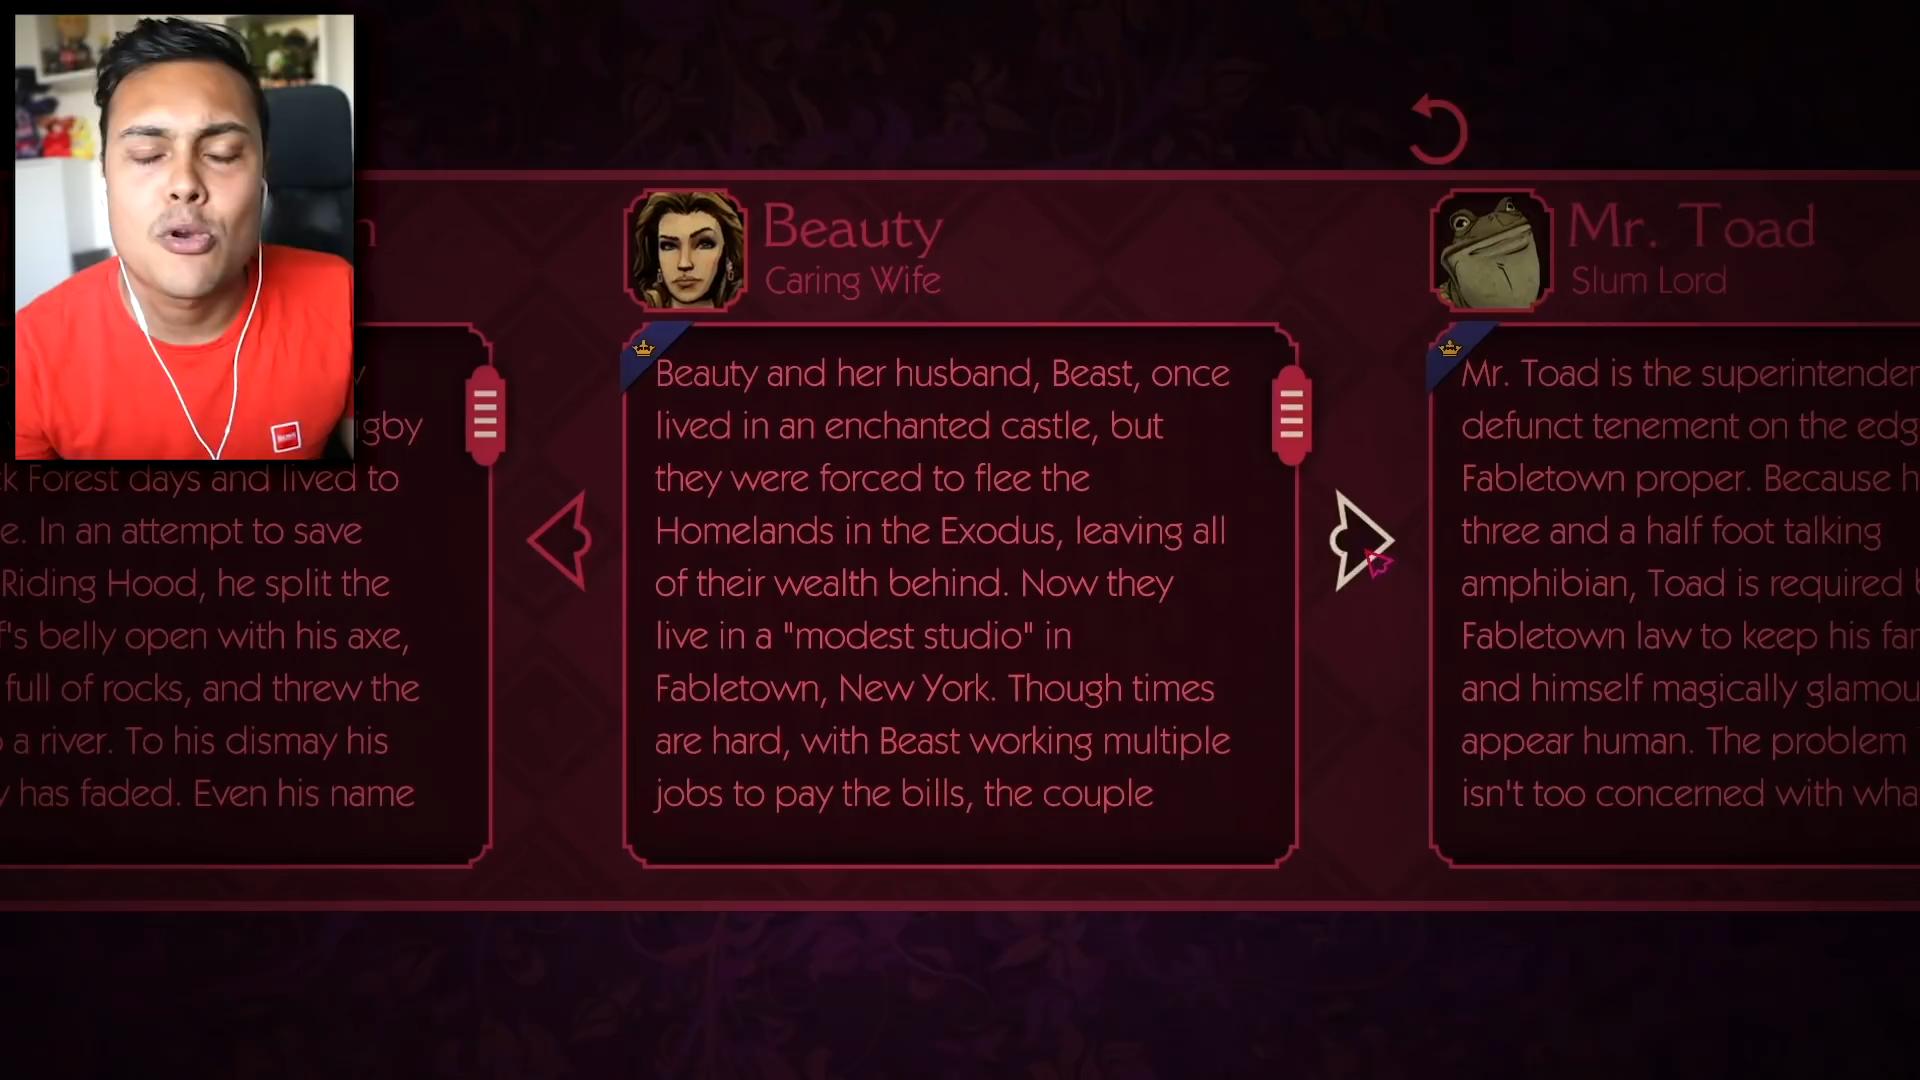 Beauty
Caring Wife
Mr. Toad
Slum Lord
igby
Forest days and lived to
e. In an attempt to save
Riding Hood, he split the
f's belly open with his axe,
full of rocks, and threw the
a river. To his dismay his
has faded. Even his name
Beauty and her husband, Beast, once
lived in an enchanted castle, but
they were forced to flee the
Homelands in the Exodus, leaving all
of their wealth behind. Now they
live in a "modest studio" in
Fabletown, New York. Though times
are hard, with Beast working multiple
jobs to pay the bills, the couple
Mr. Toad is the superintender
defunct tenement on the edg
Fabletown proper. Because h
three and a half foot talking
amphibian, Toad is required
Fabletown law to keep his far
and himself magically glamou
appear human. The problem
isn't too concerned with wha